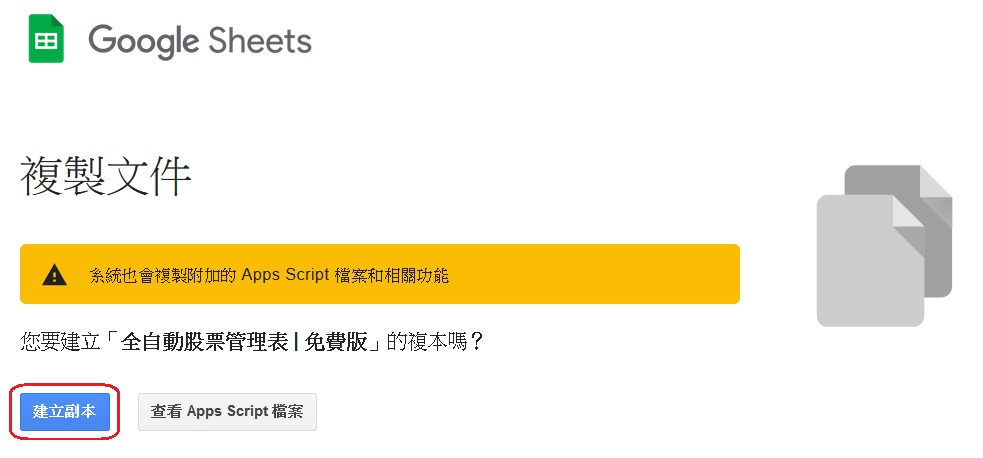 Google Sheets
複製文件
系統也會複製附加的 Apps Script 檔案和相關功能
您要建立「全自動股票管理表 | 免費版」的複本嗎？
建立副本
查看 Apps Script 檔案